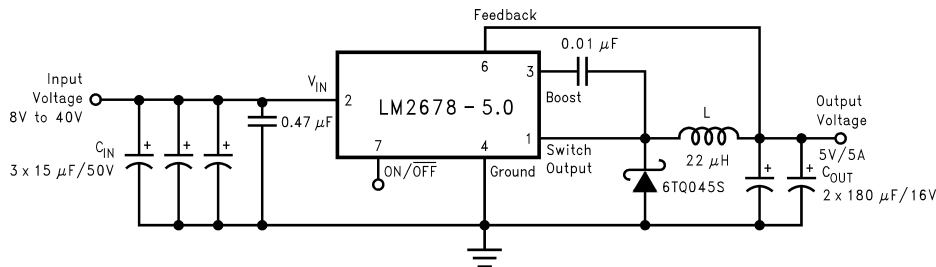 Feedback
0.01 μF
Input
Voltage
8V to 40V
V_IN
2
6
3
LM2678 - 5.0
Boost
C_IN
3 x 15 μF/50V
+
+
+
0.47 μF
7
4
1
ON/O̅F̅F̅
Ground
Switch
Output
L
22 μH
6TQ045S
Output
Voltage
5V/5A
+
+
C_OUT
2 x 180 μF/16V